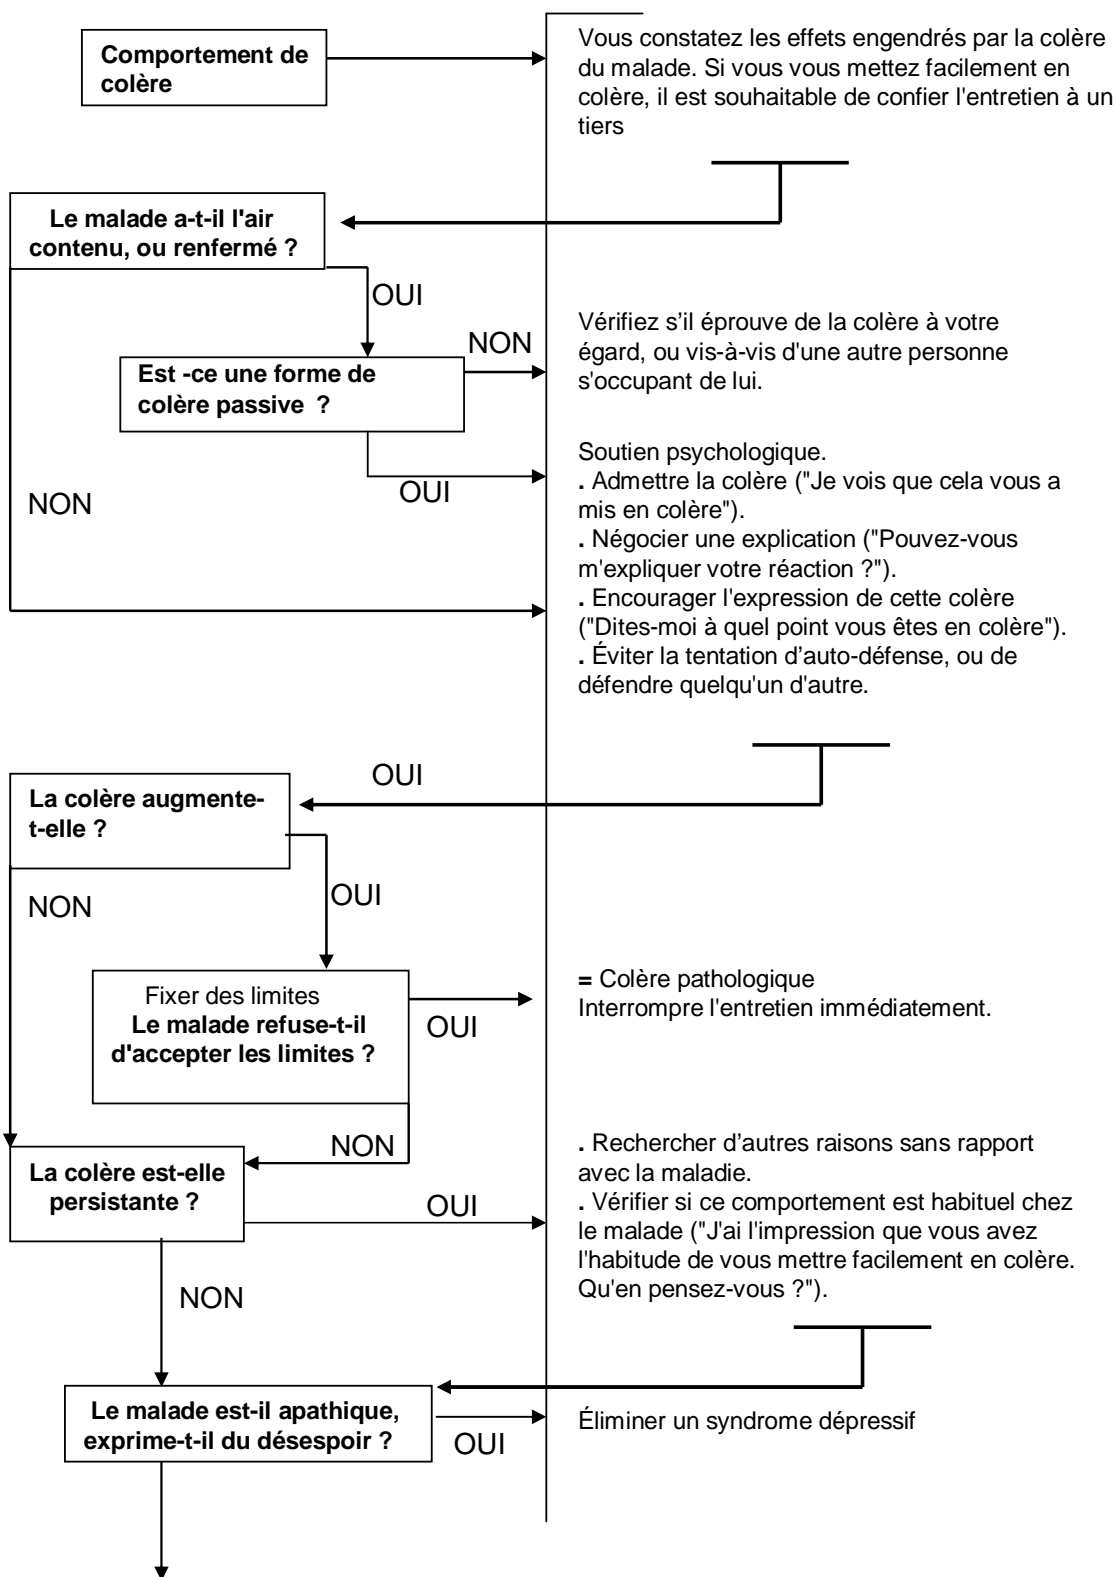 Comportement de
colère
Vous constatez les effets engendrés par la colère
du malade. Si vous vous mettez facilement en
colère, il est souhaitable de confier l'entretien à un
tiers
Le malade a-t-il l'air
contenu, ou renfermé ?
OUI
NON
Est -ce une forme de
colère passive ?
Vérifiez s’il éprouve de la colère à votre
égard, ou vis-à-vis d'une autre personne
s'occupant de lui.
OUI
NON
Soutien psychologique.
. Admettre la colère ("Je vois que cela vous a
mis en colère").
. Négocier une explication ("Pouvez-vous
m'expliquer votre réaction ?").
. Encourager l'expression de cette colère
("Dites-moi à quel point vous êtes en colère").
. Éviter la tentation d’auto-défense, ou de
défendre quelqu'un d'autre.
OUI
La colère augmente-
t-elle ?
OUI
NON
Fixer des limites
Le malade refuse-t-il
d'accepter les limites ?
OUI
= Colère pathologique
Interrompre l'entretien immédiatement.
NON
La colère est-elle
persistante ?
OUI
. Rechercher d’autres raisons sans rapport
avec la maladie.
. Vérifier si ce comportement est habituel chez
le malade ("J'ai l'impression que vous avez
l'habitude de vous mettre facilement en colère.
Qu'en pensez-vous ?").
NON
Le malade est-il apathique,
exprime-t-il du désespoir ?
OUI
Éliminer un syndrome dépressif